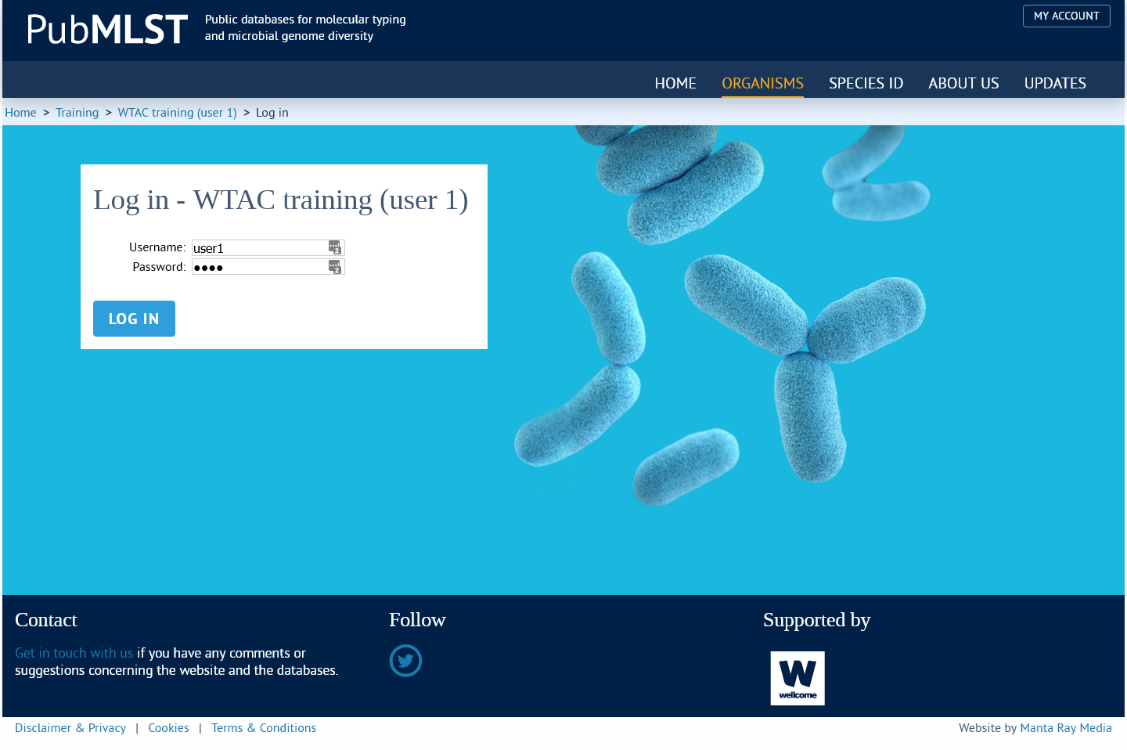 PubMLST
Public databases for molecular typing
and microbial genome diversity
MY ACCOUNT
HOME ORGANISMS SPECIES ID ABOUT US UPDATES
Home > Training > WTAC training (user 1) > Log in
Log in - WTAC training (user 1)
Username: user1
Password: ●●●●
LOG IN
Contact
Get in touch with us if you have any comments or
suggestions concerning the website and the databases.
Follow
Supported by
W
wellcome
Disclaimer & Privacy | Cookies | Terms & Conditions
Website by Manta Ray Media